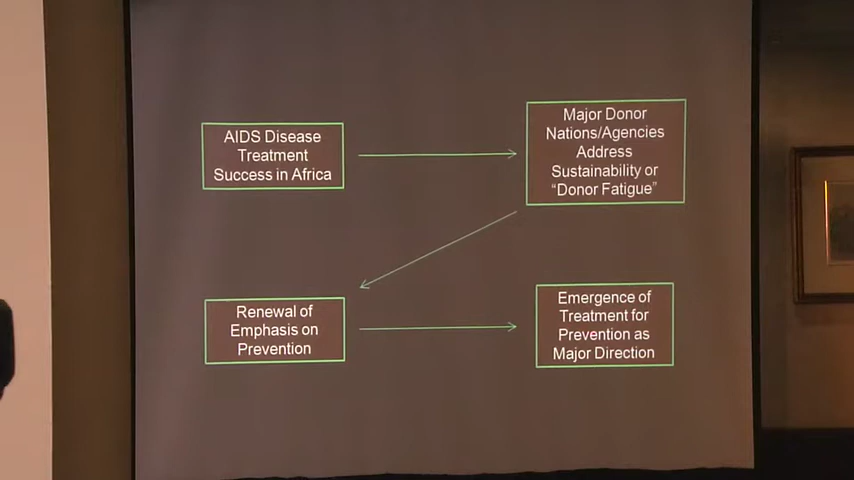 AIDS Disease
Treatment
Success in Africa
Major Donor
Nations/Agencies
Address
Sustainability or
"Donor Fatigue"
Renewal of
Emphasis on
Prevention
Emergence of
Treatment for
Prevention as
Major Direction